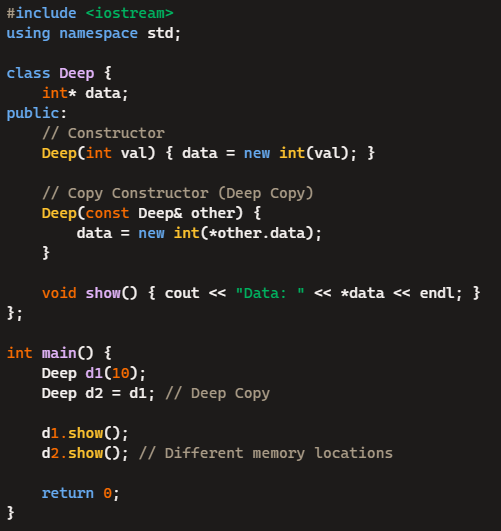 #include <iostream>
using namespace std;

class Deep {
    int* data;
public:
    // Constructor
    Deep(int val) { data = new int(val); }

    // Copy Constructor (Deep Copy)
    Deep(const Deep& other) {
        data = new int(*other.data);
    }

    void show() { cout << "Data: " << *data << endl; }
};

int main() {
    Deep d1(10);
    Deep d2 = d1; // Deep Copy

    d1.show();
    d2.show(); // Different memory locations

    return 0;
}